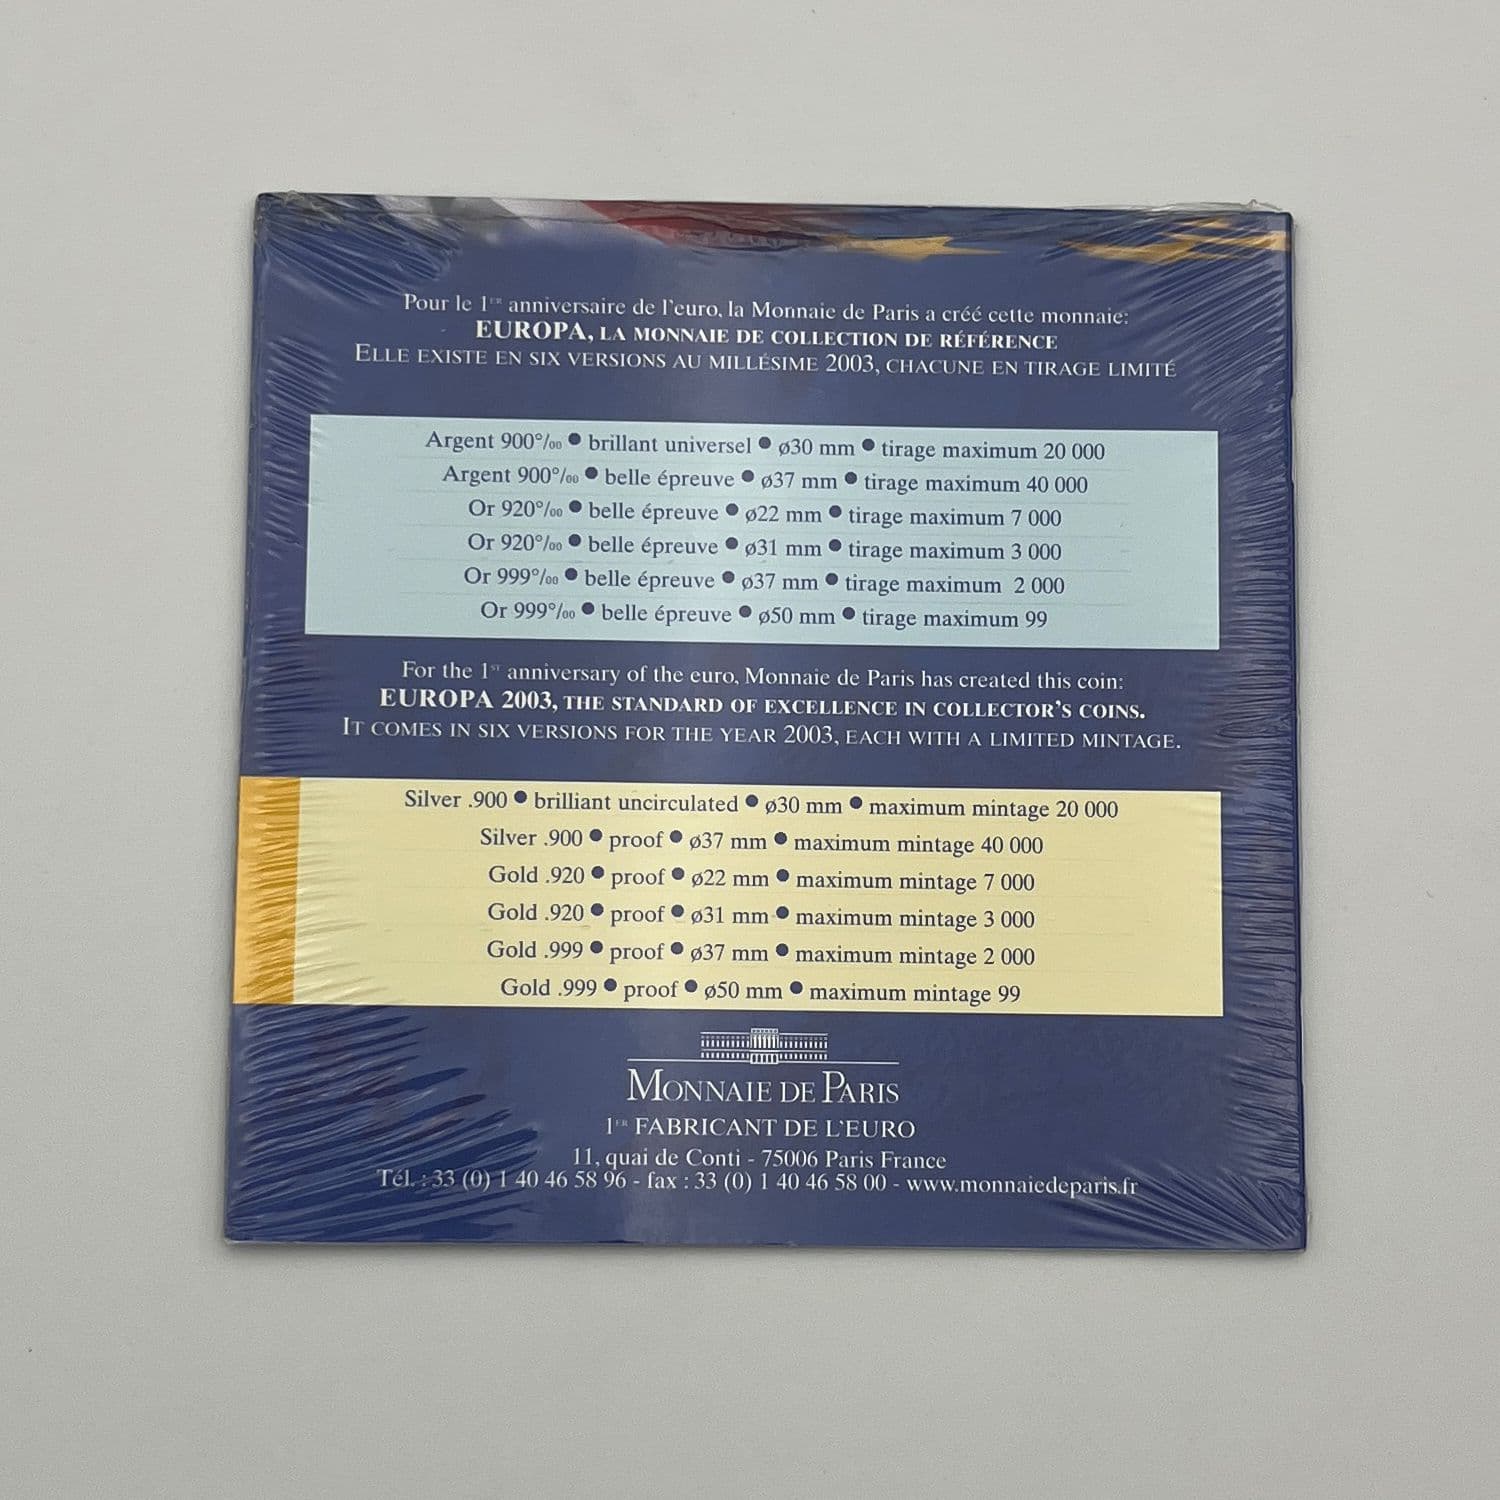 Pour le 1ER anniversaire de l'euro, la Monnaie de Paris a créé cette monnaie:
EUROPA, LA MONNAIE DE COLLECTION DE RÉFÉRENCE
ELLE EXISTE EN SIX VERSIONS AU MILLÉSIME 2003, CHACUNE EN TIRAGE LIMITÉ
Argent 900°/₀₀ ● brillant universel ● ø30 mm ● tirage maximum 20 000
Argent 900°/₀₀ ● belle épreuve ● ø37 mm ● tirage maximum 40 000
Or 920°/₀₀ ● belle épreuve ● ø22 mm ● tirage maximum 7 000
Or 920°/₀₀ ● belle épreuve ● ø31 mm ● tirage maximum 3 000
Or 999°/₀₀ ● belle épreuve ● ø37 mm ● tirage maximum 2 000
Or 999°/₀₀ ● belle épreuve ● ø50 mm ● tirage maximum 99
For the 1ST anniversary of the euro, Monnaie de Paris has created this coin:
EUROPA 2003, THE STANDARD OF EXCELLENCE IN COLLECTOR'S COINS.
IT COMES IN SIX VERSIONS FOR THE YEAR 2003, EACH WITH A LIMITED MINTAGE.
Silver .900 ● brilliant uncirculated ● ø30 mm ● maximum mintage 20 000
Silver .900 ● proof ● ø37 mm ● maximum mintage 40 000
Gold .920 ● proof ● ø22 mm ● maximum mintage 7 000
Gold .920 ● proof ● ø31 mm ● maximum mintage 3 000
Gold .999 ● proof ● ø37 mm ● maximum mintage 2 000
Gold .999 ● proof ● ø50 mm ● maximum mintage 99
MONNAIE DE PARIS
1ER FABRICANT DE L'EURO
11, quai de Conti - 75006 Paris France
Tél. : 33 (0) 1 40 46 58 96 - fax : 33 (0) 1 40 46 58 00 - www.monnaiedeparis.fr